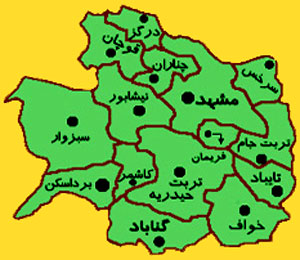 درگز
قوچان
چناران
سرخس
مشهد
نیشابور
سبزوار
تربت جام
فریمان
تایباد
کاشمر
تربت
حیدریه
بردسکن
خواف
گناباد